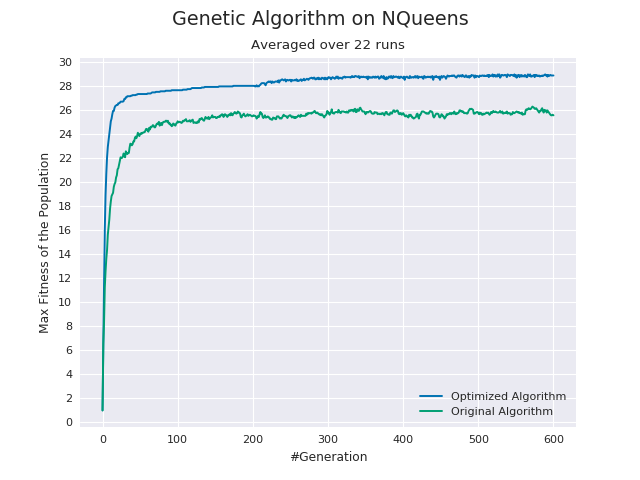 Genetic Algorithm on NQueens
Averaged over 22 runs
30
28
26
24
22
20
18
16
14
12
10
8
6
4
2
0
Max Fitness of the Population
Optimized Algorithm
Original Algorithm
0 100 200 300 400 500 600
#Generation